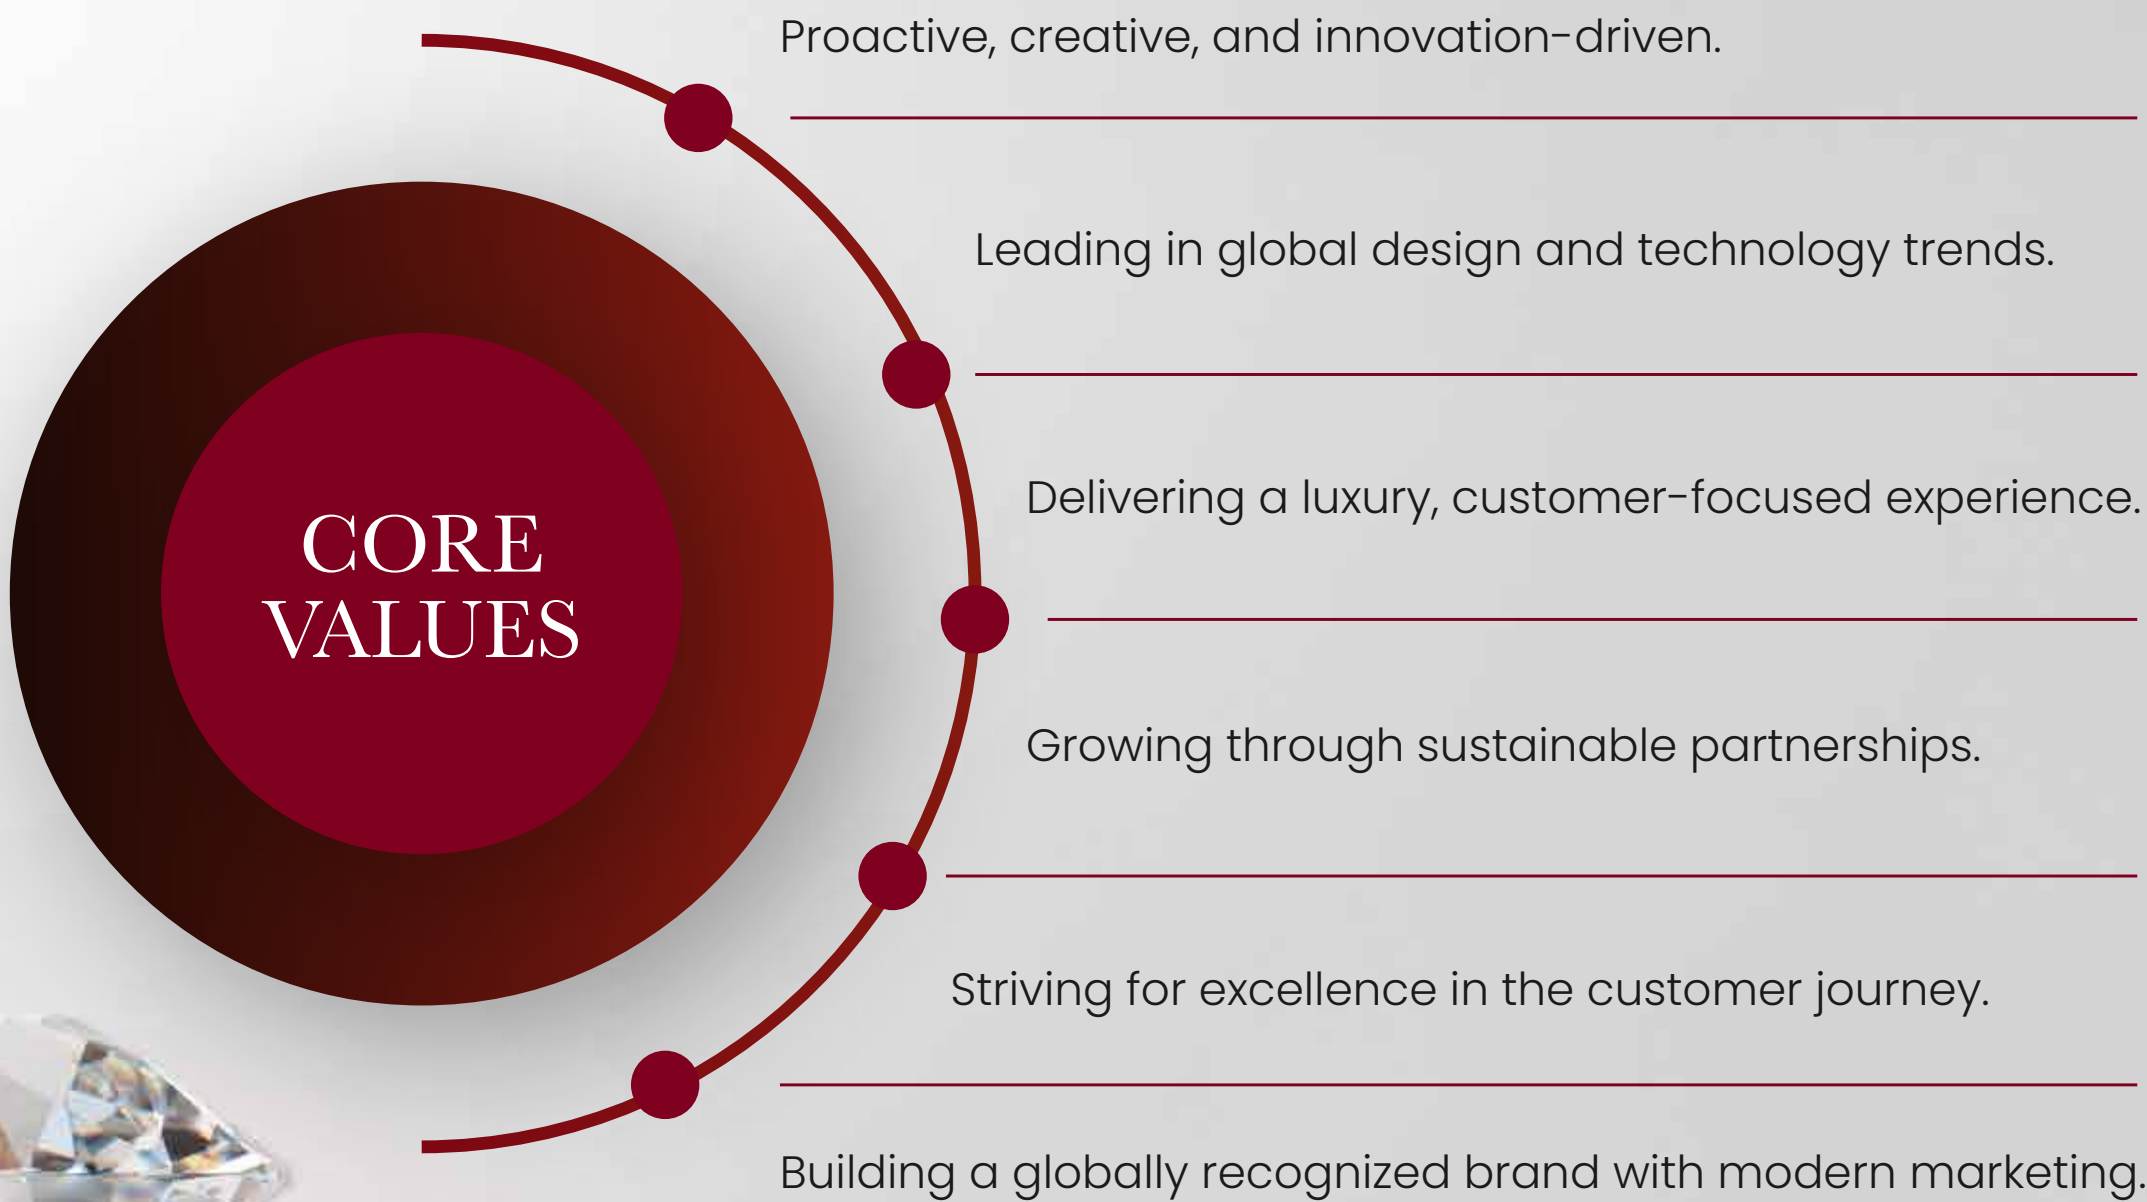 Proactive, creative, and innovation-driven.
Leading in global design and technology trends.
Delivering a luxury, customer-focused experience.
CORE
VALUES
Growing through sustainable partnerships.
Striving for excellence in the customer journey.
Building a globally recognized brand with modern marketing.